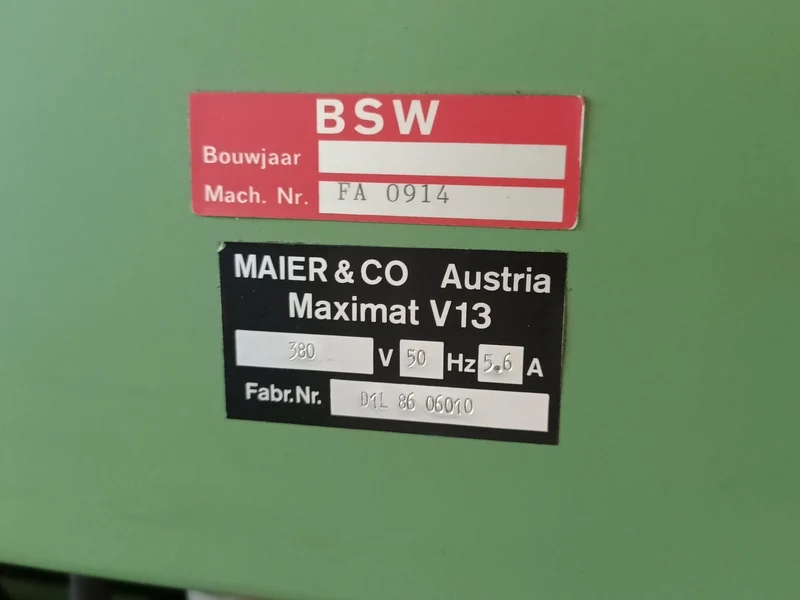 BSW
Bouwjaar
Mach. Nr. FA 0914
MAIER & CO Austria
Maximat V13
380 V 50 Hz 5.6 A
Fabr.Nr. D1L 86 06010